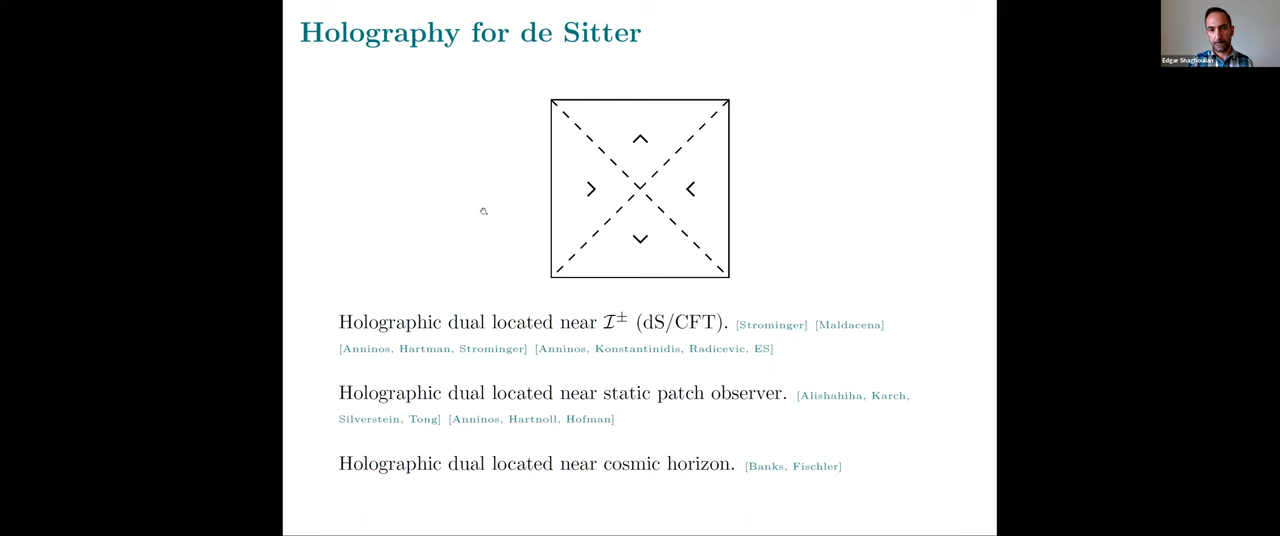 Holography for de Sitter
Edgar Shaghoulian
Holographic dual located near ℐ± (dS/CFT). [Strominger] [Maldacena]
[Anninos, Hartman, Strominger] [Anninos, Konstantinidis, Radicevic, ES]
Holographic dual located near static patch observer. [Alishahiha, Karch,
Silverstein, Tong] [Anninos, Hartnoll, Hofman]
Holographic dual located near cosmic horizon. [Banks, Fischler]